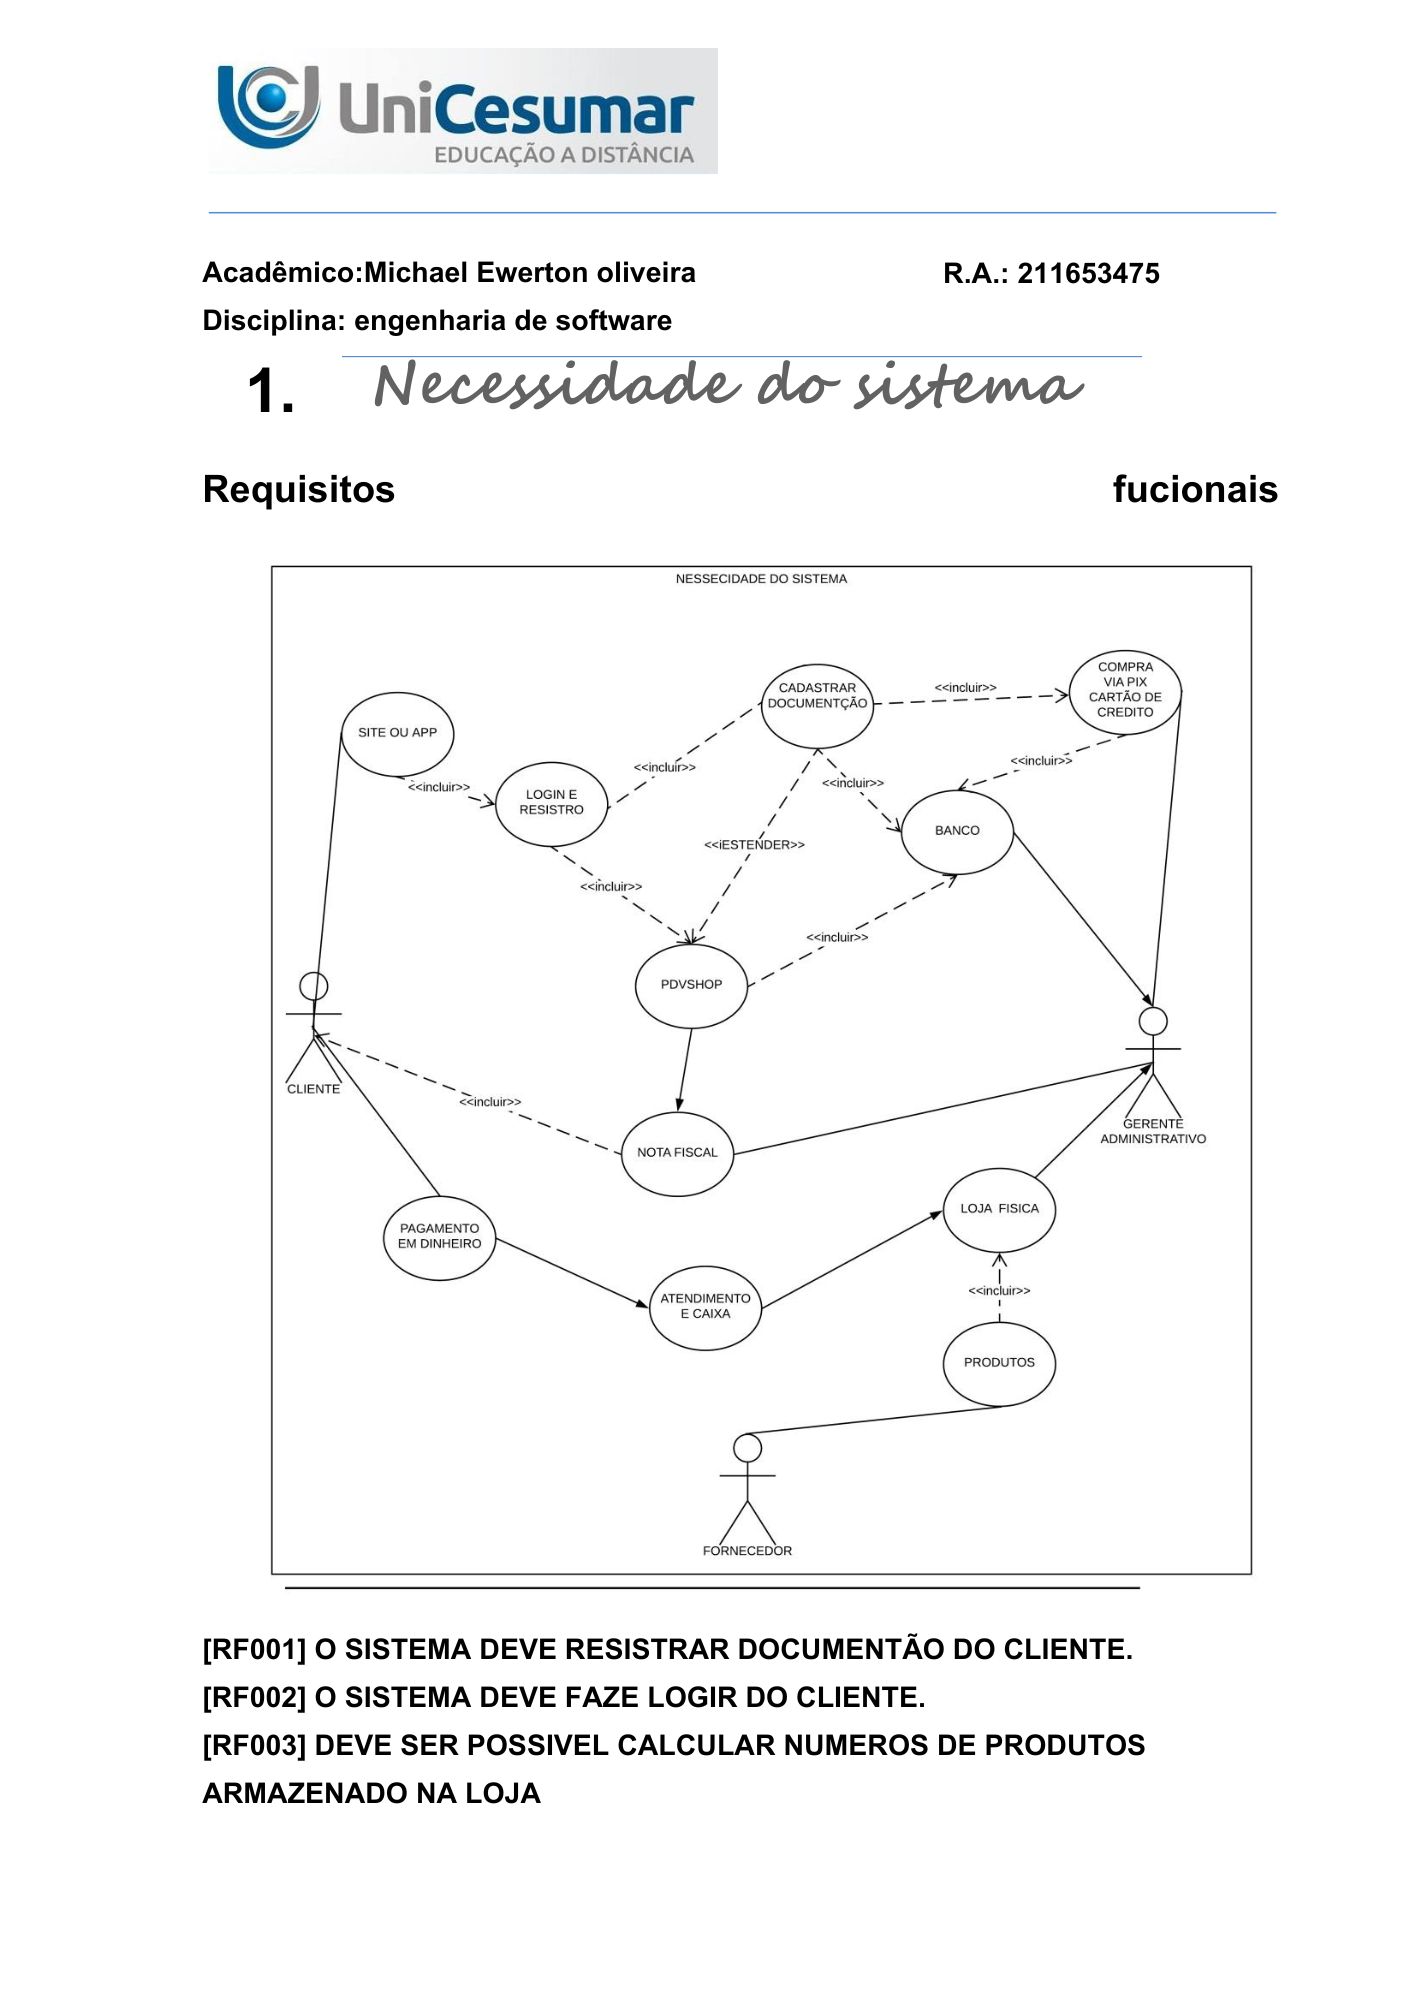 UniCesumar
EDUCAÇÃO A DISTÂNCIA
Acadêmico:Michael Ewerton oliveira R.A.: 211653475
Disciplina: engenharia de software
1. Necessidade do sistema
Requisitos fucionais
NESSECIDADE DO SISTEMA
COMPRA
VIA PIX
CARTÃO DE
CREDITO
CADASTRAR
DOCUMENTÇÃO
<<incluir>>
SITE OU APP
<<incluir>>
<<incluir>>
<<incluir>>
<<incluir>>
LOGIN E
RESISTRO
BANCO
<<iESTENDER>>
<<incluir>>
<<incluir>>
PDVSHOP
CLIENTE
<<incluir>>
GERENTE
ADMINISTRATIVO
NOTA FISCAL
LOJA FISICA
PAGAMENTO
EM DINHEIRO
<<incluir>>
ATENDIMENTO
E CAIXA
PRODUTOS
FORNECEDOR
[RF001] O SISTEMA DEVE RESISTRAR DOCUMENTÃO DO CLIENTE.
[RF002] O SISTEMA DEVE FAZE LOGIR DO CLIENTE.
[RF003] DEVE SER POSSIVEL CALCULAR NUMEROS DE PRODUTOS
ARMAZENADO NA LOJA